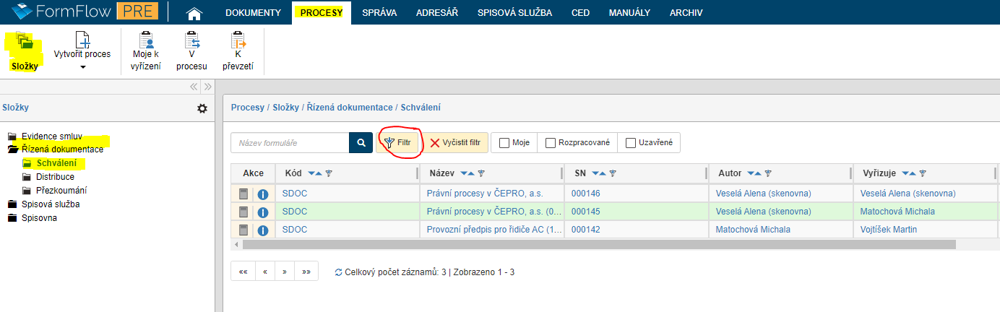 FormFlow PRE DOKUMENTY PROCESY SPRÁVA ADRESÁŘ SPISOVÁ SLUŽBA CED MANUÁLY ARCHIV
Složky
Vytvořit proces
Moje k
vyřízení
V
procesu
K
převzetí
Složky
Evidence smluv
Řízená dokumentace
Schválení
Distribuce
Přezkoumání
Spisová služba
Spisovna
Procesy / Složky / Řízená dokumentace / Schválení
Název formuláře Filtr Vyčistit filtr Moje Rozpracované Uzavřené
Akce Kód Název SN Autor Vyřizuje
SDOC Právní procesy v ČEPRO, a.s. 000146 Veselá Alena (skenovna) Veselá Alena (skenovna)
SDOC Právní procesy v ČEPRO, a.s. (0... 000145 Veselá Alena (skenovna) Matochová Michala
SDOC Provozní předpis pro řidiče AC (1... 000142 Matochová Michala Vojtíšek Martin
«« « » »» Celkový počet záznamů: 3 | Zobrazeno 1 - 3